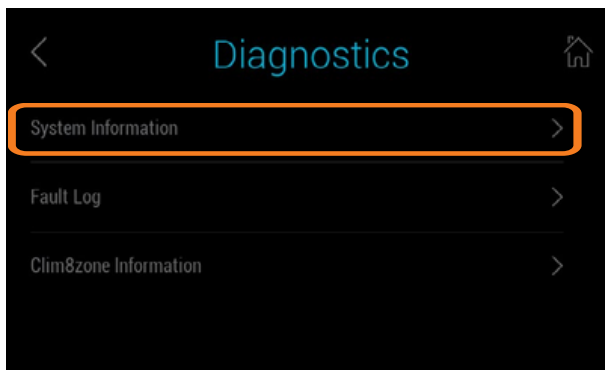 Diagnostics
System Information
Fault Log
Clim8zone Information